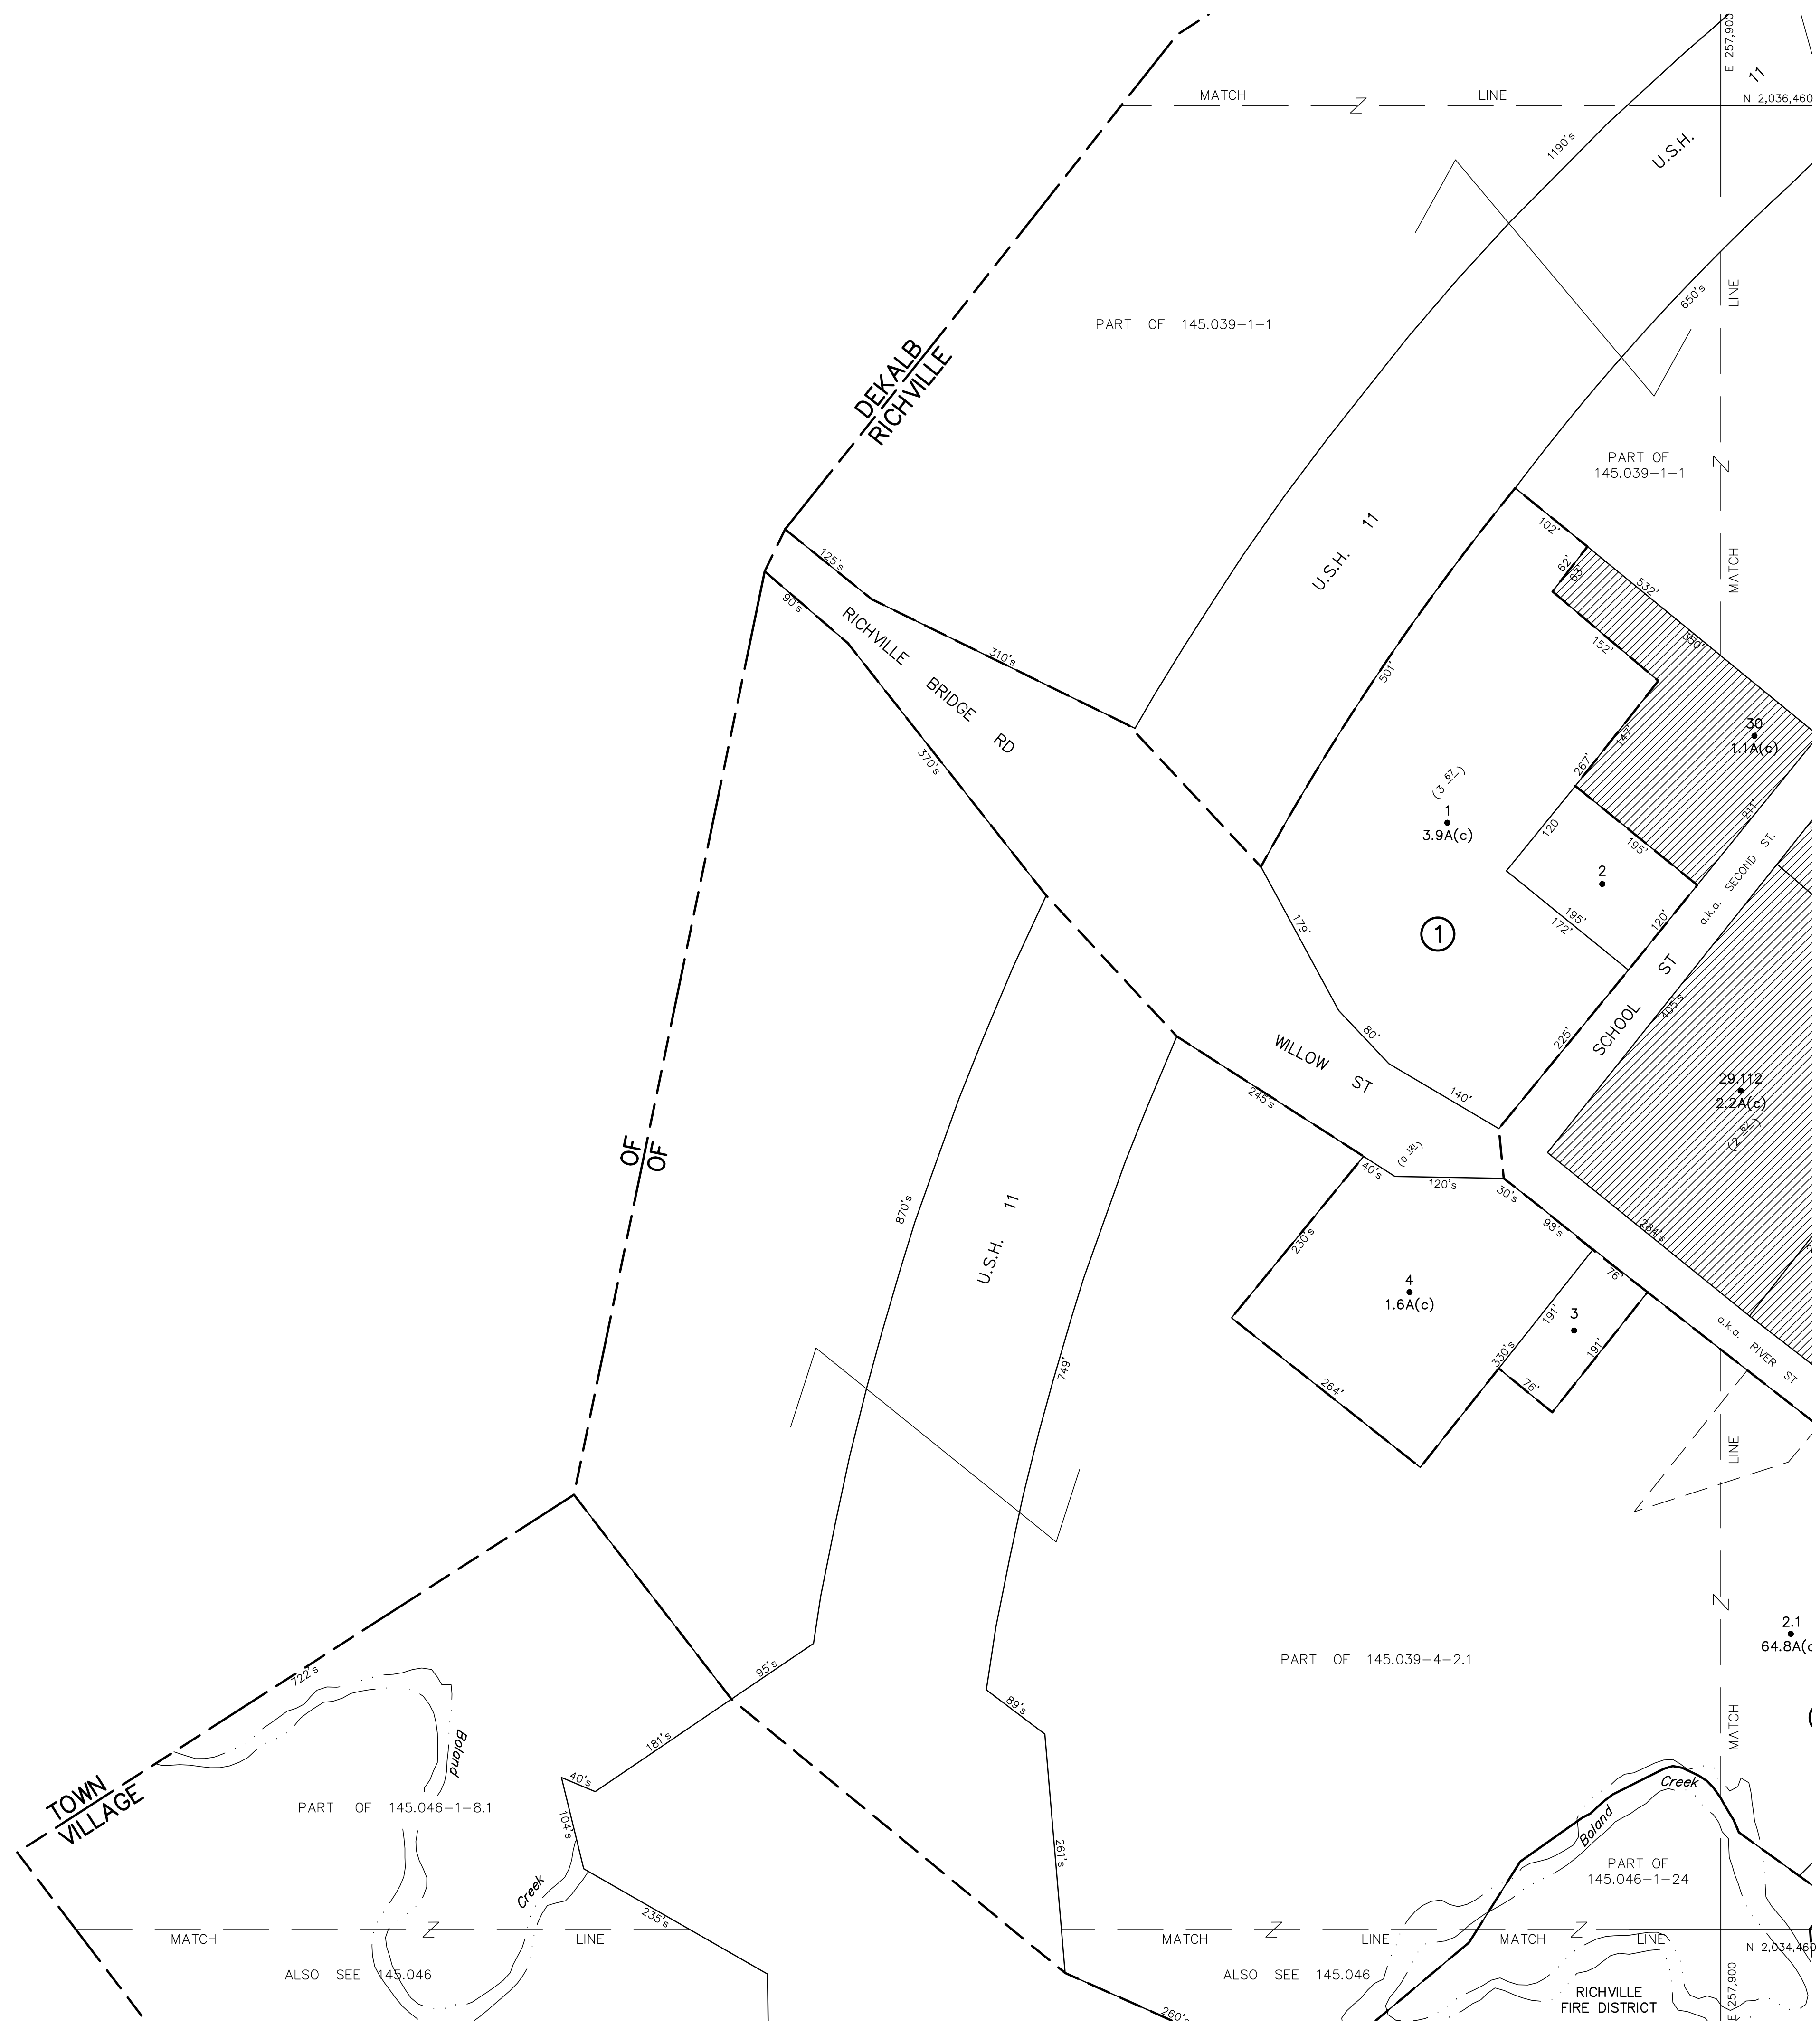 E 257,900
11
N 2,036,460
MATCH
Z
LINE
1190's
U.S.H.
650's
LINE
PART OF 145.039-1-1
DEKALB
RICHVILLE
PART OF
145.039-1-1
Z
MATCH
U.S.H. 11
102'
62'
63'
532'
350'
152'
125's
90's
RICHVILLE BRIDGE RD
310's
370's
501'
147'
267'
30
1.1A(c)
211'
(3 67)
1
3.9A(c)
120
195'
2
195'
172'
120'
a.k.a. SECOND ST.
179'
1
SCHOOL ST
405's
225'
80'
WILLOW ST
140'
245's
29.112
2.2A(c)
OF
OF
40's
120's
30's
98's
284's
870's
U.S.H. 11
230's
4
1.6A(c)
76'
3
191'
191'
330's
76'
264'
a.k.a. RIVER ST
749'
LINE
Z
2.1
64.8A(c
PART OF 145.039-4-2.1
722's
95's
89's
181's
40's
MATCH
Boland
TOWN
VILLAGE
PART OF 145.046-1-8.1
104's
261's
Creek
Boland
PART OF
145.046-1-24
Creek
235's
MATCH
Z
LINE
ALSO SEE 145.046
MATCH
Z
LINE
ALSO SEE 145.046
MATCH
Z
LINE
N 2,034,460
E 257,900
RICHVILLE
FIRE DISTRICT
260'